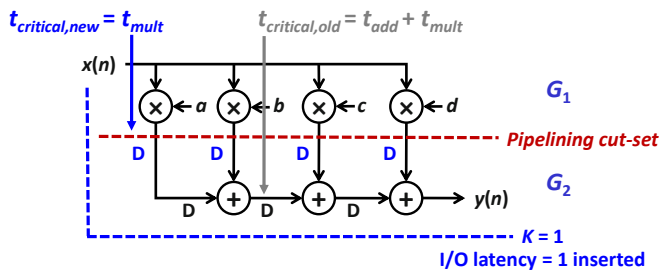 t_critical,new = t_mult
t_critical,old = t_add + t_mult
x(n)
G_1
× a × b × c × d
Pipelining cut-set
D D D D
G_2
D + D + D + y(n)
K = 1
I/O latency = 1 inserted